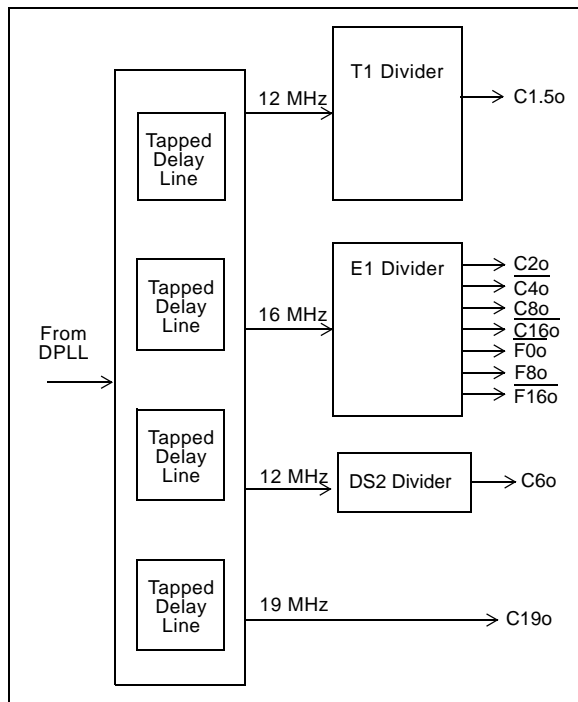 T1 Divider
12 MHz
C1.5o
Tapped
Delay
Line
Tapped
Delay
Line
16 MHz
E1 Divider
C2o
C4o
C8o
C16o
F0o
F8o
F16o
From
DPLL
Tapped
Delay
Line
12 MHz
DS2 Divider
C6o
Tapped
Delay
Line
19 MHz
C19o